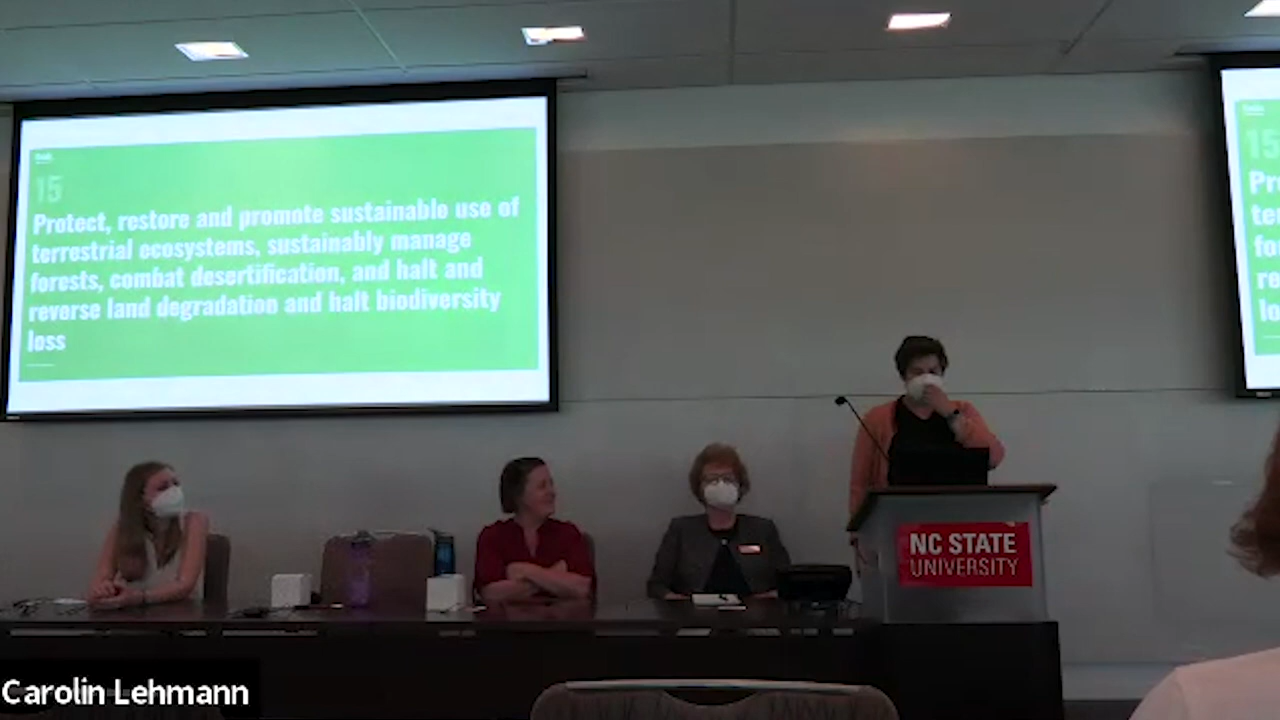 15
Protect, restore and promote sustainable use of
terrestrial ecosystems, sustainably manage
forests, combat desertification, and halt and
reverse land degradation and halt biodiversity
loss
15
NC STATE
UNIVERSITY
Carolin Lehmann